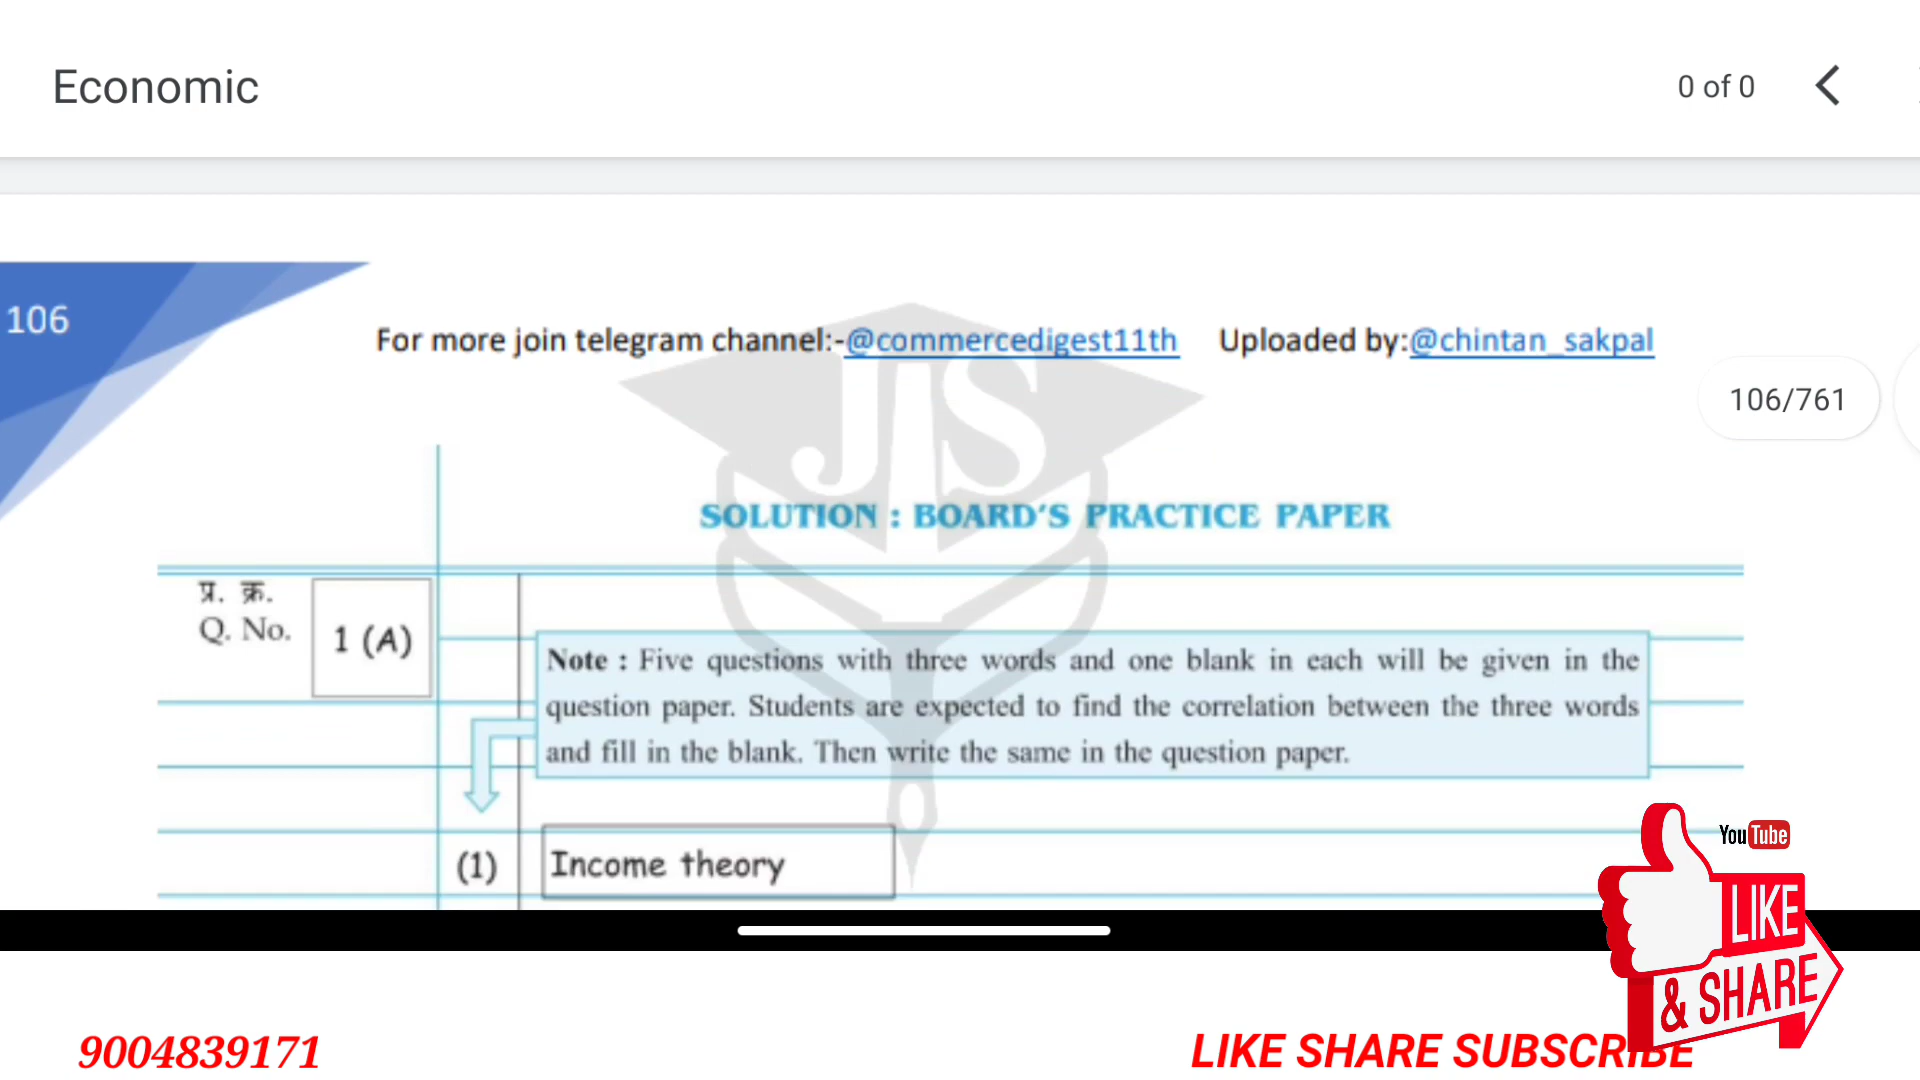 Economic
0 of 0
106
For more join telegram channel:-@commercedigest11th Uploaded by:@chintan_sakpal
106/761
JIS
SOLUTION : BOARD'S PRACTICE PAPER
प्र. क्र.
Q. No.
1 (A)
Note : Five questions with three words and one blank in each will be given in the
question paper. Students are expected to find the correlation between the three words
and fill in the blank. Then write the same in the question paper.
(1) Income theory
YouTube
LIKE
& SHARE
9004839171
LIKE SHARE SUBSCRIBE